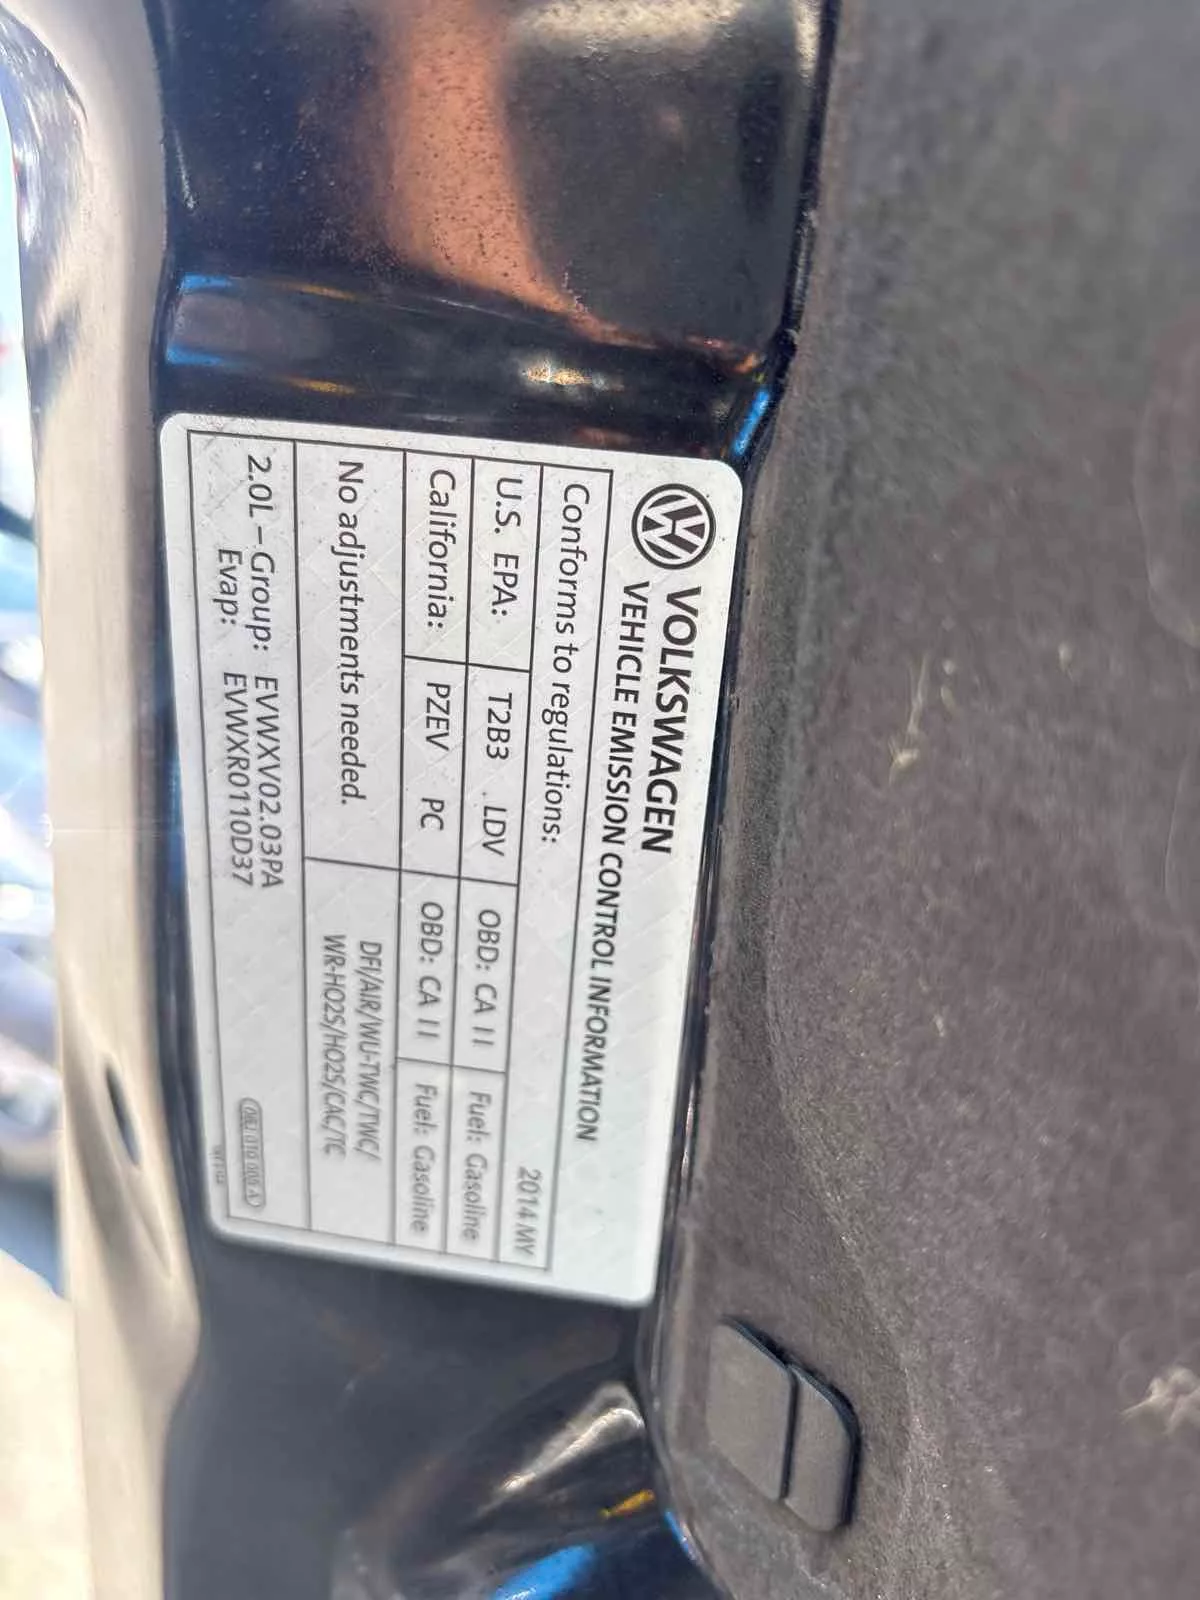 VOLKSWAGEN
VEHICLE EMISSION CONTROL INFORMATION
Conforms to regulations: 2014 MY
U.S. EPA: T2B3 LDV OBD: CA II Fuel: Gasoline
California: PZEV PC OBD: CA II Fuel: Gasoline
No adjustments needed.
DFI/AIR/WU-TWC/TWC/
WR-HO2S/HO2S/CAC/TC
2.0L – Group: EVWXV02.03PA
Evap: EVWXR0110D37